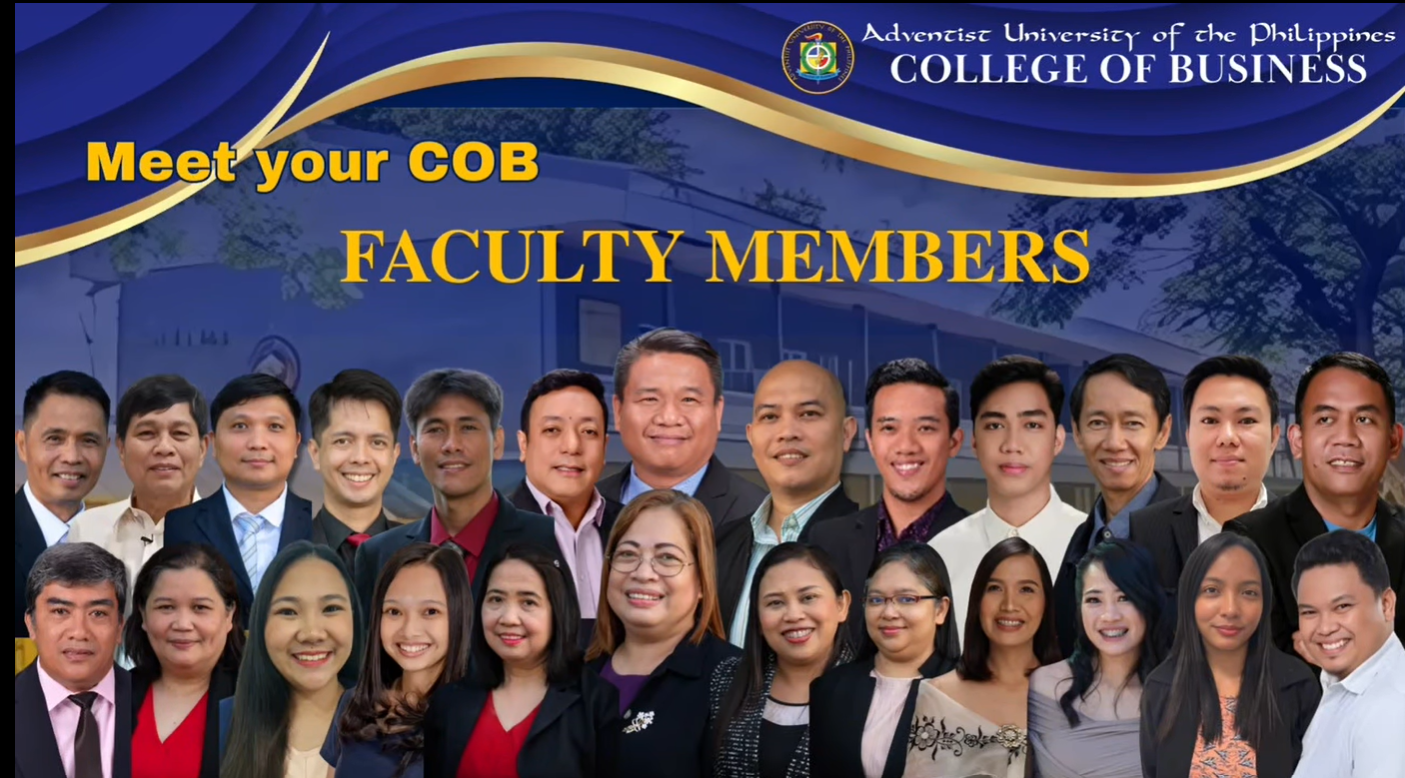 Adventist University of the Philippines
COLLEGE OF BUSINESS
Meet your COB
FACULTY MEMBERS